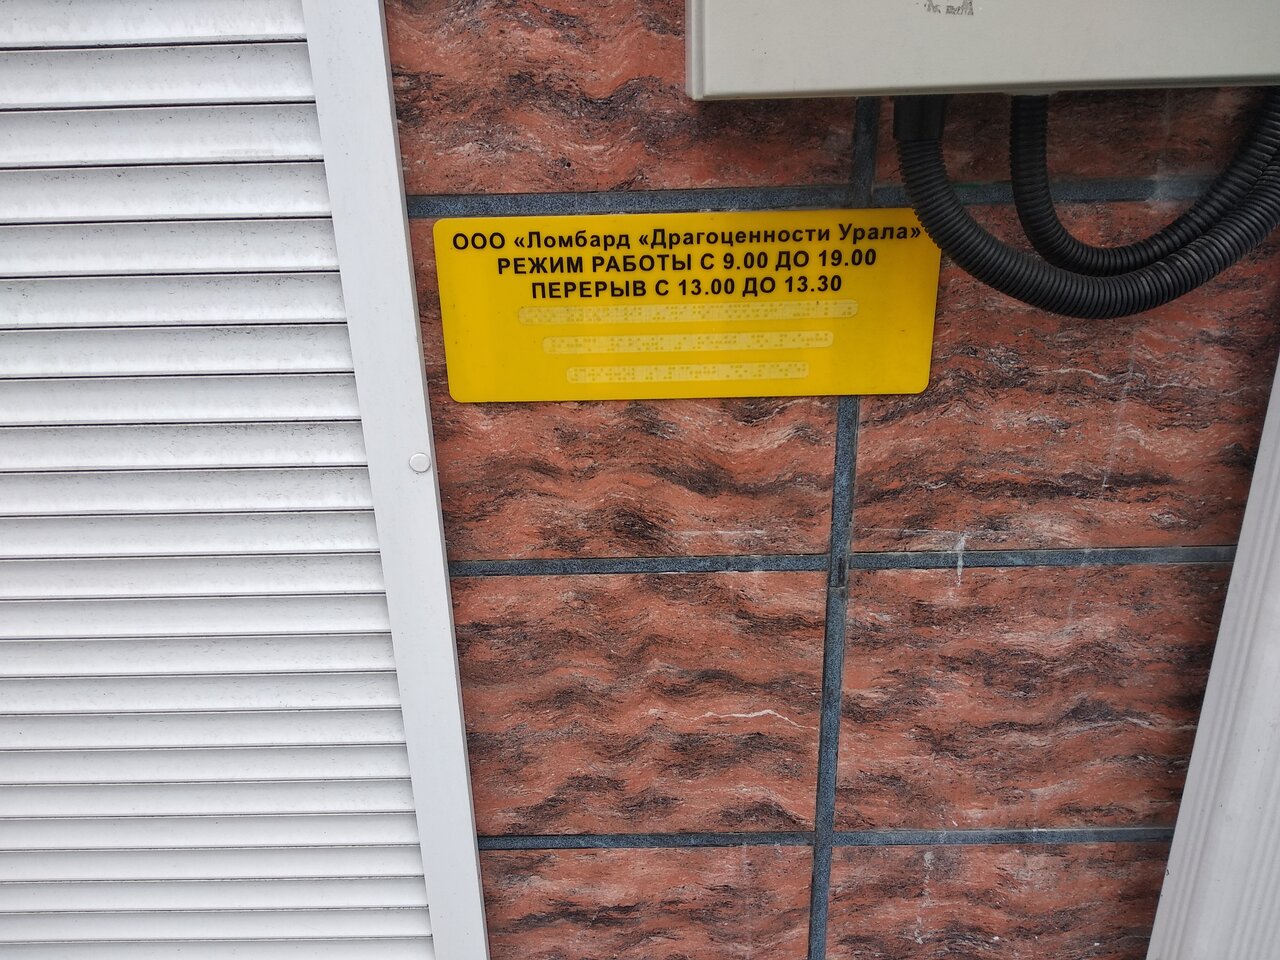 ООО «Ломбард «Драгоценности Урала»
РЕЖИМ РАБОТЫ С 9.00 ДО 19.00
ПЕРЕРЫВ С 13.00 ДО 13.30